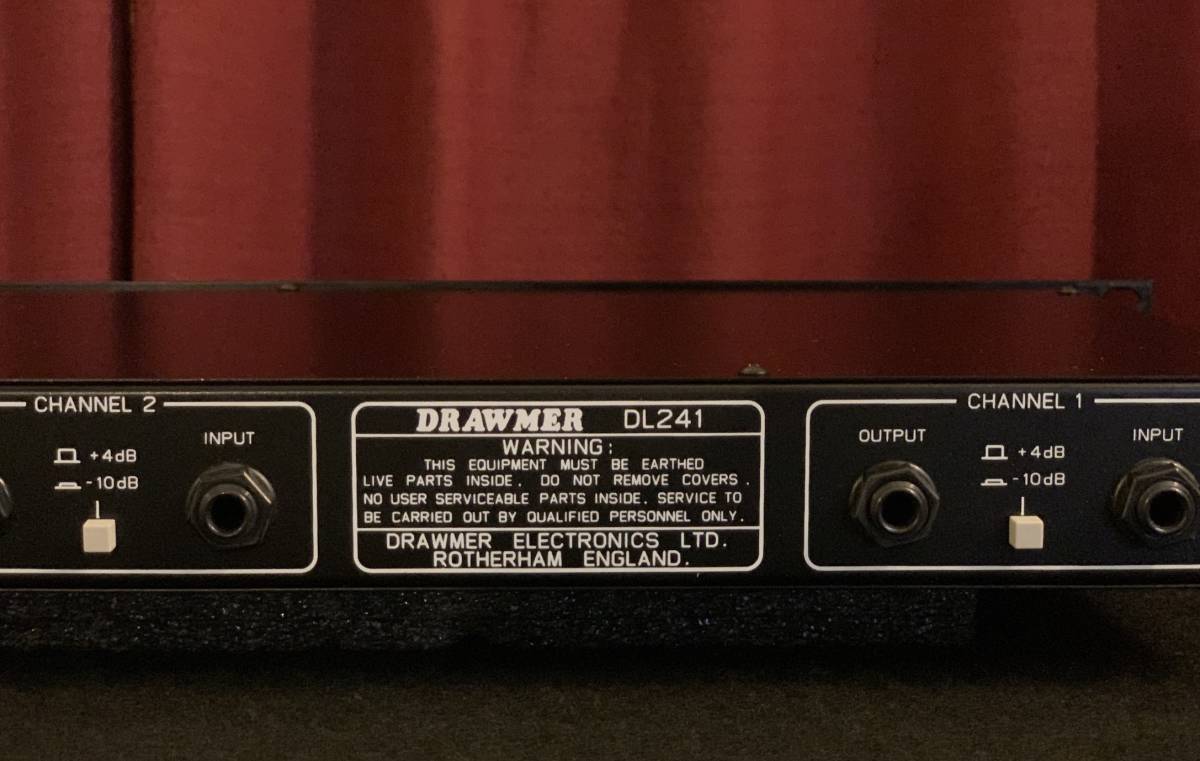 CHANNEL 2
+4dB
-10dB
INPUT
DRAWMER DL241
WARNING:
THIS EQUIPMENT MUST BE EARTHED
LIVE PARTS INSIDE. DO NOT REMOVE COVERS.
NO USER SERVICEABLE PARTS INSIDE. SERVICE TO
BE CARRIED OUT BY QUALIFIED PERSONNEL ONLY.
DRAWMER ELECTRONICS LTD.
ROTHERHAM ENGLAND.
CHANNEL 1
OUTPUT
+4dB
-10dB
INPUT